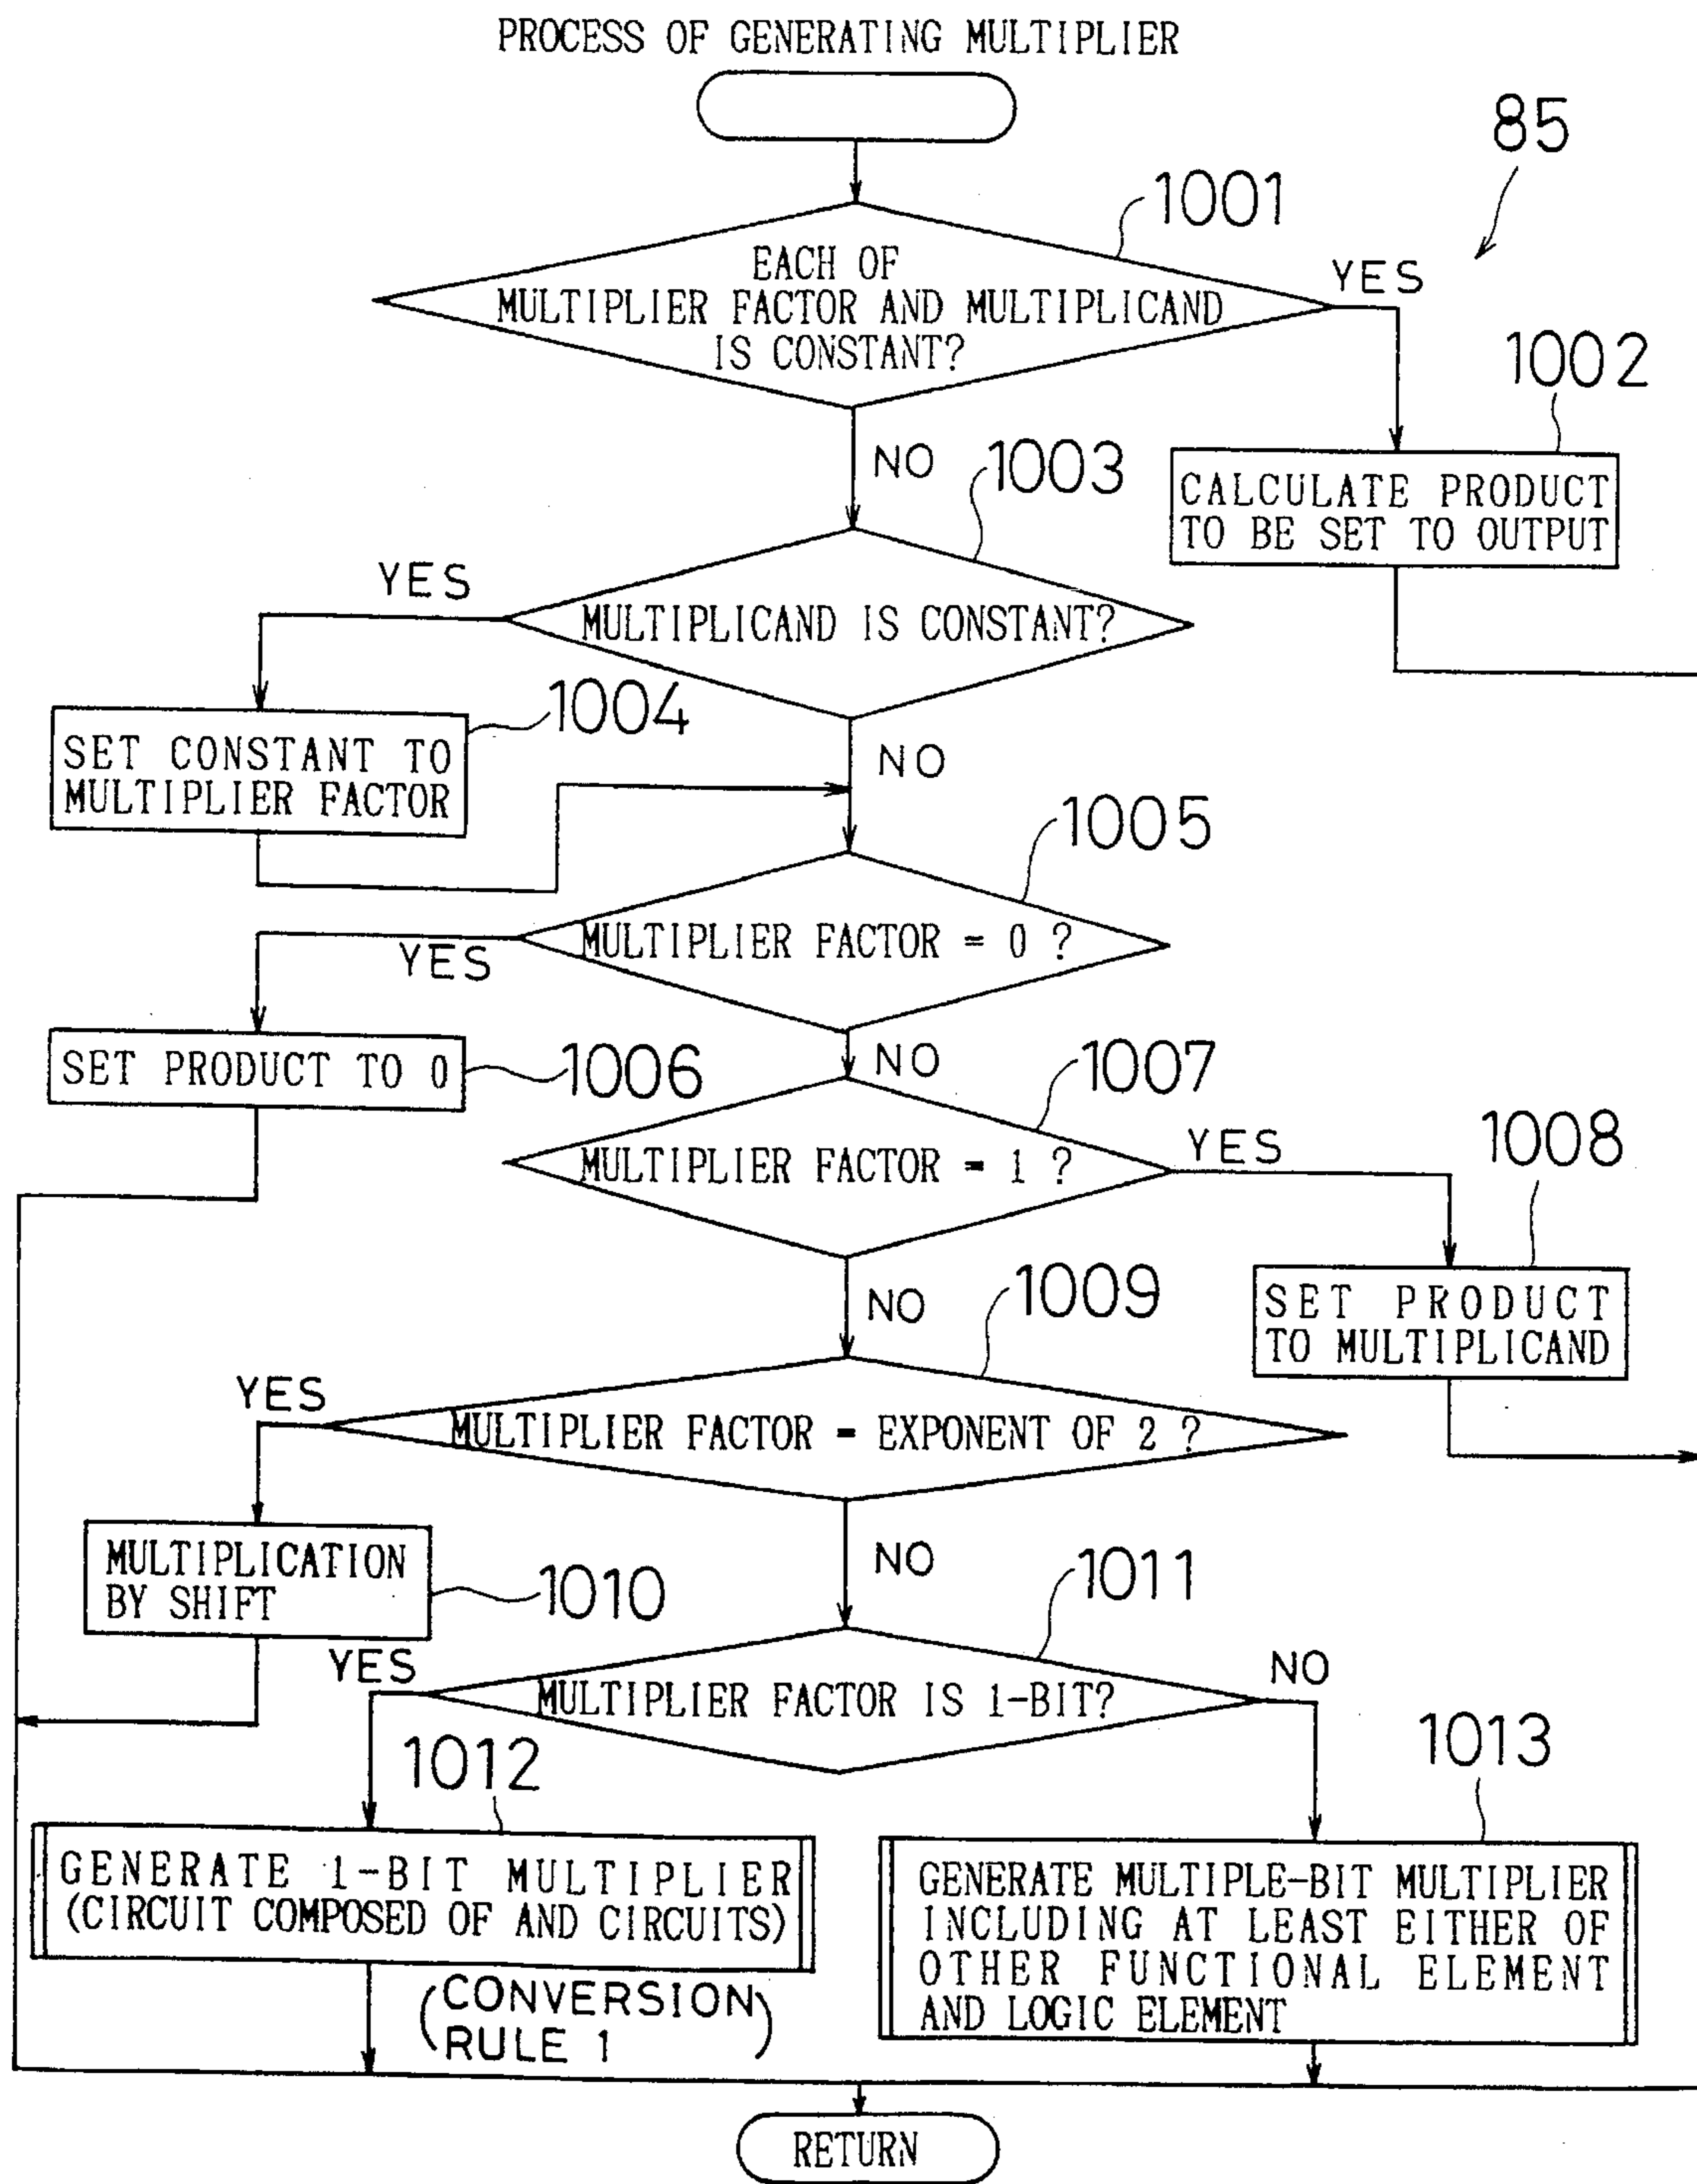 PROCESS OF GENERATING MULTIPLIER
85
1001
EACH OF
MULTIPLIER FACTOR AND MULTIPLICAND
IS CONSTANT?
YES
1002
NO
1003
CALCULATE PRODUCT
TO BE SET TO OUTPUT
YES
MULTIPLICAND IS CONSTANT?
1004
SET CONSTANT TO
MULTIPLIER FACTOR
NO
1005
MULTIPLIER FACTOR = 0 ?
YES
SET PRODUCT TO 0
1006
NO
1007
MULTIPLIER FACTOR = 1 ?
YES
1008
NO
1009
SET PRODUCT
TO MULTIPLICAND
YES
MULTIPLIER FACTOR = EXPONENT OF 2 ?
MULTIPLICATION
BY SHIFT
1010
NO
1011
YES
MULTIPLIER FACTOR IS 1-BIT?
NO
1012
1013
GENERATE 1-BIT MULTIPLIER
(CIRCUIT COMPOSED OF AND CIRCUITS)
GENERATE MULTIPLE-BIT MULTIPLIER
INCLUDING AT LEAST EITHER OF
OTHER FUNCTIONAL ELEMENT
AND LOGIC ELEMENT
(CONVERSION
RULE 1)
RETURN